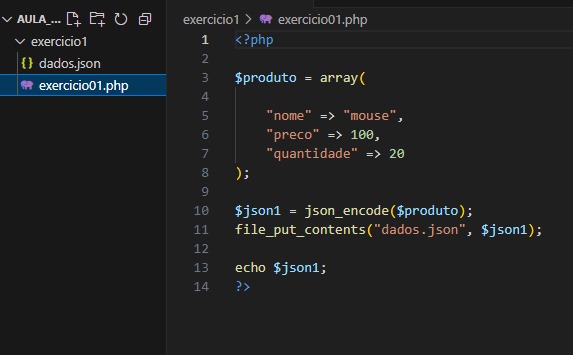 AULA_...
exercicio1
dados.json
exercicio01.php
exercicio1 > exercicio01.php
1 <?php
2
3 $produto = array(
4
5 "nome" => "mouse",
6 "preco" => 100,
7 "quantidade" => 20
8 );
9
10 $json1 = json_encode($produto);
11 file_put_contents("dados.json", $json1);
12
13 echo $json1;
14 ?>